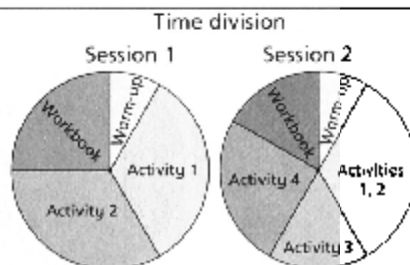 Time division
Session 1
Workbook
Warm-up
Activity 1
Activity 2
Session 2
Workbook
Warm-up
Activities
1, 2
Activity 4
Activity 3